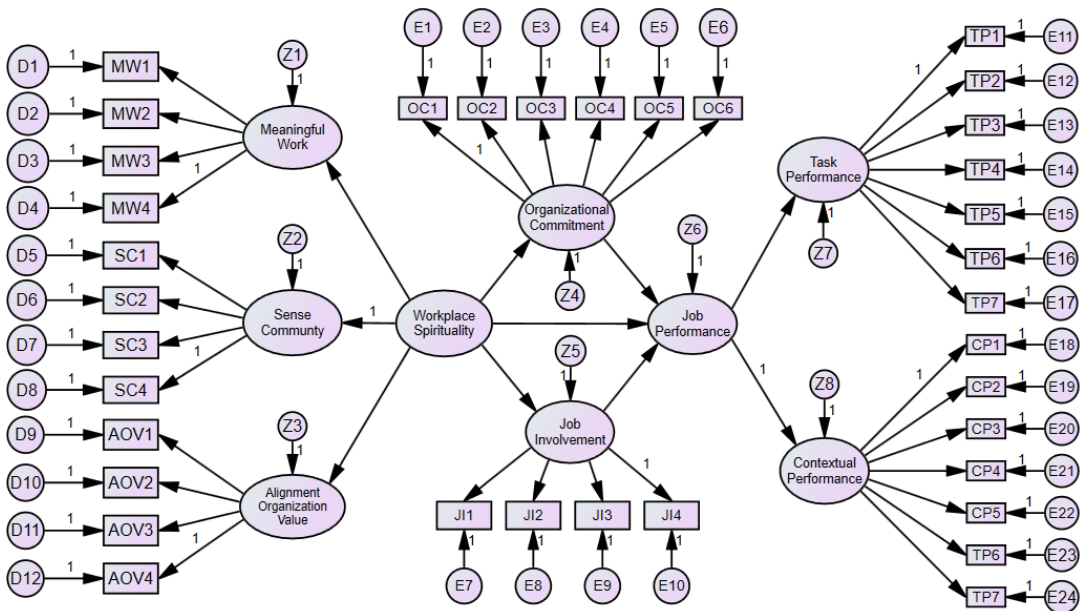 E1
E2
E3
E4
E5
E6
1
1
1
1
1
1
OC1
OC2
OC3
OC4
OC5
OC6
1
Organizational
Commitment
1
Z4
D1
1
MW1
D2
1
MW2
D3
1
MW3
D4
1
MW4
1
Z1
1
Meaningful
Work
D5
1
SC1
D6
1
SC2
D7
1
SC3
D8
1
SC4
1
Z2
1
Sense
Communty
1
Workplace
Spirituality
D9
1
AOV1
D10
1
AOV2
D11
1
AOV3
D12
1
AOV4
1
Z3
1
Alignment
Organization
Value
Z5
1
Job
Involvement
1
JI1
JI2
JI3
JI4
1
1
1
1
E7
E8
E9
E10
Z6
1
Job
Performance
1
Task
Performance
1
Z7
1
TP1
1
E11
TP2
1
E12
TP3
1
E13
TP4
1
E14
TP5
1
E15
TP6
1
E16
TP7
1
E17
Z8
1
Contextual
Performance
1
CP1
1
E18
CP2
1
E19
CP3
1
E20
CP4
1
E21
CP5
1
E22
TP6
1
E23
TP7
1
E24